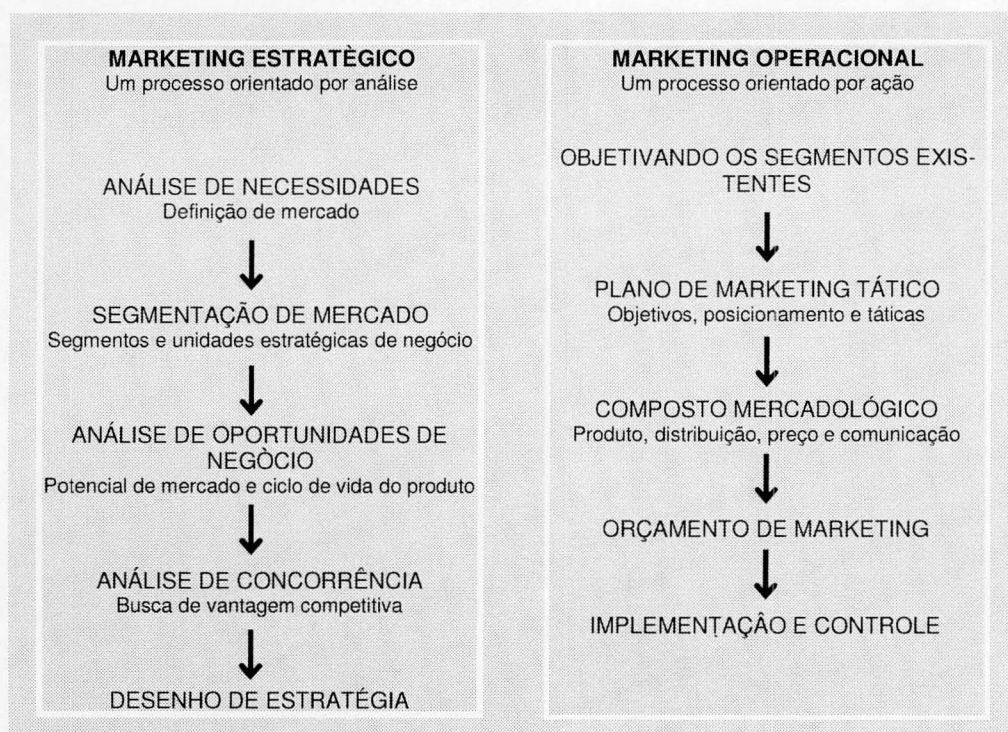 MARKETING ESTRATÈGICO
Um processo orientado por análise
ANÁLISE DE NECESSIDADES
Definição de mercado
SEGMENTAÇÃO DE MERCADO
Segmentos e unidades estratégicas de negócio
ANÁLISE DE OPORTUNIDADES DE
NEGÒCIO
Potencial de mercado e ciclo de vida do produto
ANÁLISE DE CONCORRÊNCIA
Busca de vantagem competitiva
DESENHO DE ESTRATÉGIA
MARKETING OPERACIONAL
Um processo orientado por ação
OBJETIVANDO OS SEGMENTOS EXIS-
TENTES
PLANO DE MARKETING TÁTICO
Objetivos, posicionamento e táticas
COMPOSTO MERCADOLÓGICO
Produto, distribuição, preço e comunicação
ORÇAMENTO DE MARKETING
IMPLEMENTAÇÂO E CONTROLE